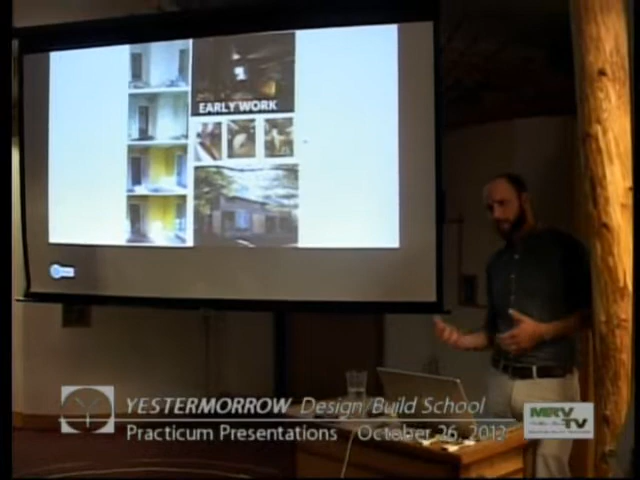 EARLY WORK
YESTERMORROW Design/Build School
Practicum Presentations October 26, 2012
MRV
TV